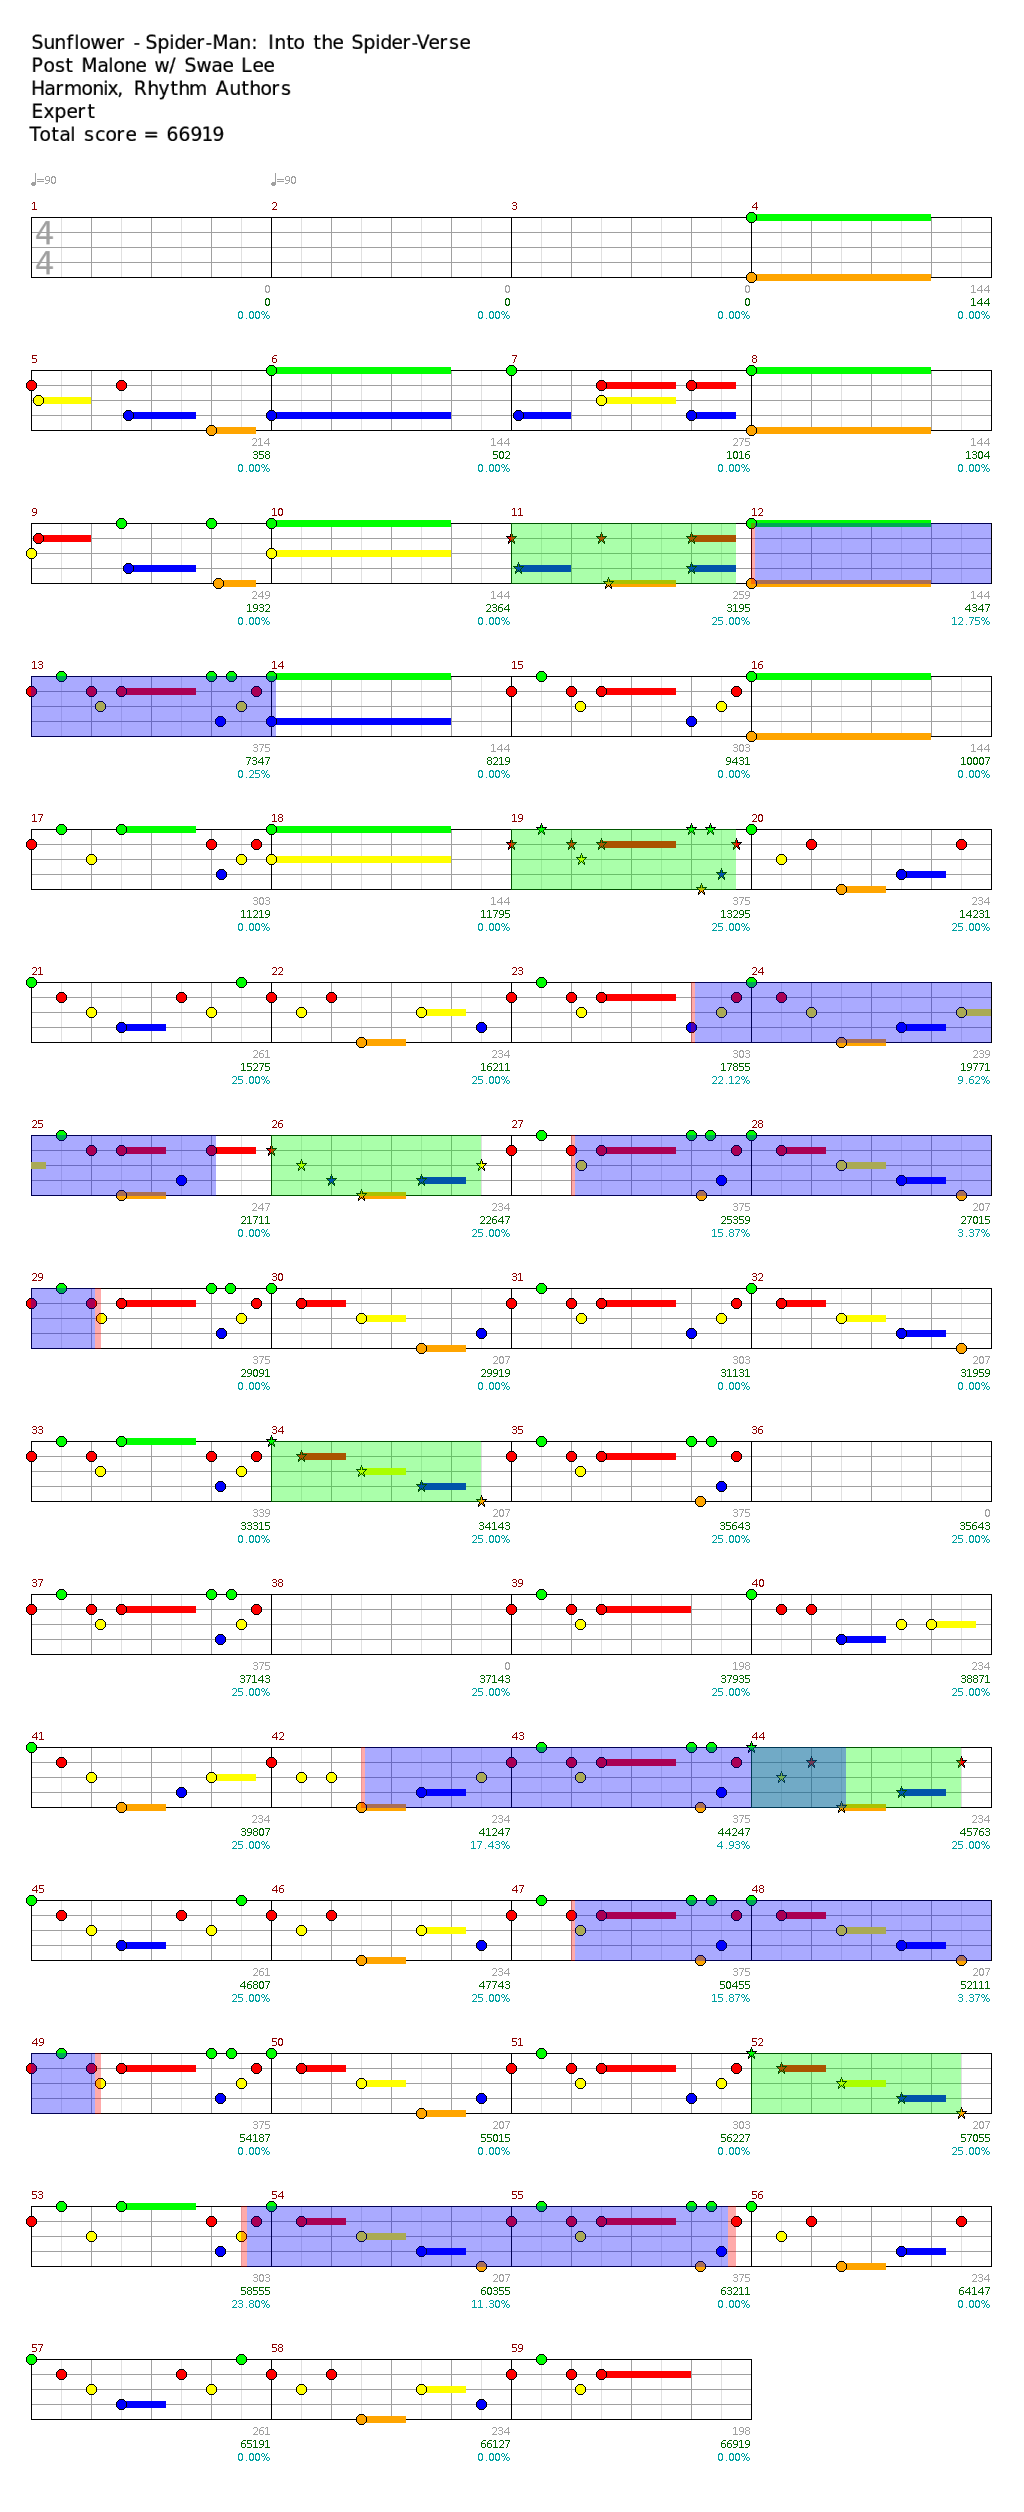 Sunflower - Spider-Man: Into the Spider-Verse
Post Malone w/ Swae Lee
Harmonix, Rhythm Authors
Expert
Total score = 66919
♩=90 ♩=90
1 2 3 4
4
4
0 0 0 144
0 0 0 144
0.00% 0.00% 0.00% 0.00%
5 6 7 8
214 144 275 144
358 502 1016 1304
0.00% 0.00% 0.00% 0.00%
9 10 11 12
249 144 259 144
1932 2364 3195 4347
0.00% 0.00% 25.00% 12.75%
13 14 15 16
375 144 303 144
7347 8219 9431 10007
0.25% 0.00% 0.00% 0.00%
17 18 19 20
303 144 375 234
11219 11795 13295 14231
0.00% 0.00% 25.00% 25.00%
21 22 23 24
261 234 303 239
15275 16211 17855 19771
25.00% 25.00% 22.12% 9.62%
25 26 27 28
247 234 375 207
21711 22647 25359 27015
0.00% 25.00% 15.87% 3.37%
29 30 31 32
375 207 303 207
29091 29919 31131 31959
0.00% 0.00% 0.00% 0.00%
33 34 35 36
339 207 375 0
33315 34143 35643 35643
0.00% 25.00% 25.00% 25.00%
37 38 39 40
375 0 198 234
37143 37143 37935 38871
25.00% 25.00% 25.00% 25.00%
41 42 43 44
234 234 375 234
39807 41247 44247 45763
25.00% 17.43% 4.93% 25.00%
45 46 47 48
261 234 375 207
46807 47743 50455 52111
25.00% 25.00% 15.87% 3.37%
49 50 51 52
375 207 303 207
54187 55015 56227 57055
0.00% 0.00% 0.00% 25.00%
53 54 55 56
303 207 375 234
58555 60355 63211 64147
23.80% 11.30% 0.00% 0.00%
57 58 59
261 234 198
65191 66127 66919
0.00% 0.00% 0.00%